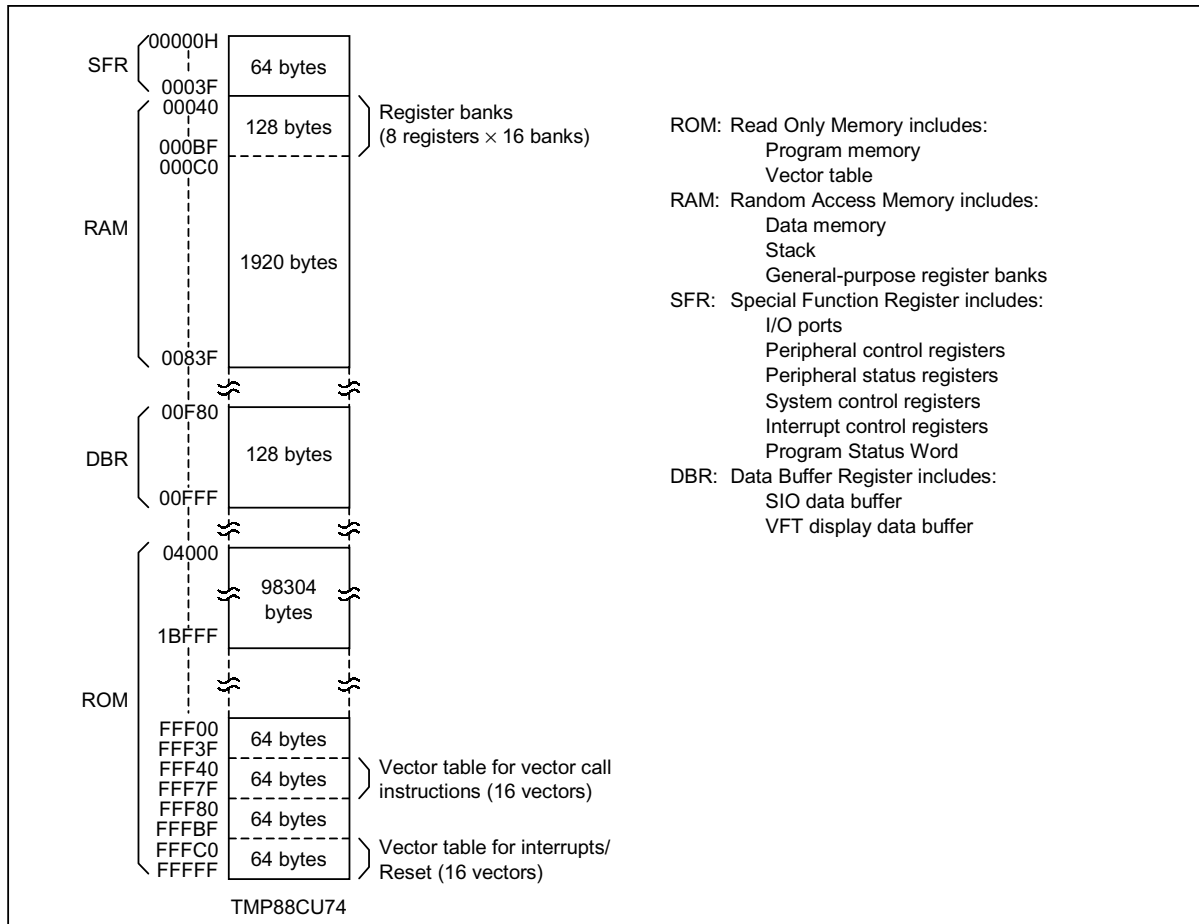 00000H
SFR
64 bytes
0003F
00040
128 bytes
Register banks
(8 registers × 16 banks)
000BF
000C0
RAM
1920 bytes
0083F
00F80
DBR
128 bytes
00FFF
04000
98304
bytes
1BFFF
ROM
FFF00
64 bytes
FFF3F
FFF40
64 bytes
Vector table for vector call
instructions (16 vectors)
FFF7F
FFF80
64 bytes
FFFBF
FFFC0
64 bytes
Vector table for interrupts/
Reset (16 vectors)
FFFFF
TMP88CU74
ROM: Read Only Memory includes:
Program memory
Vector table
RAM: Random Access Memory includes:
Data memory
Stack
General-purpose register banks
SFR: Special Function Register includes:
I/O ports
Peripheral control registers
Peripheral status registers
System control registers
Interrupt control registers
Program Status Word
DBR: Data Buffer Register includes:
SIO data buffer
VFT display data buffer